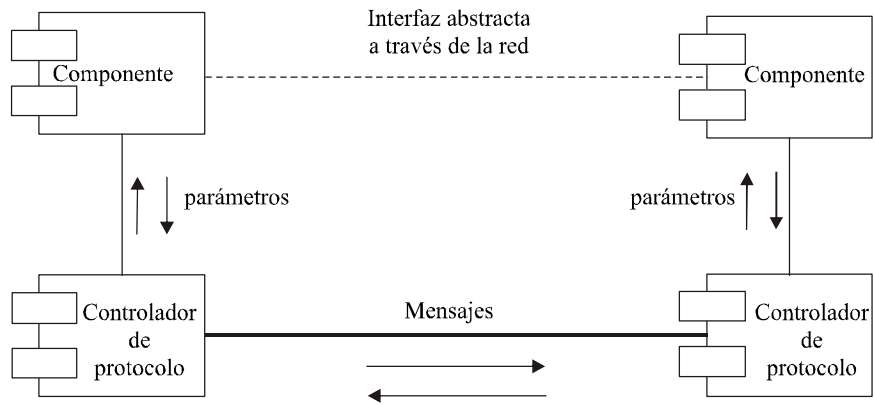 Interfaz abstracta
a través de la red
Componente
Componente
parámetros
parámetros
Controlador
de
protocolo
Mensajes
Controlador
de
protocolo